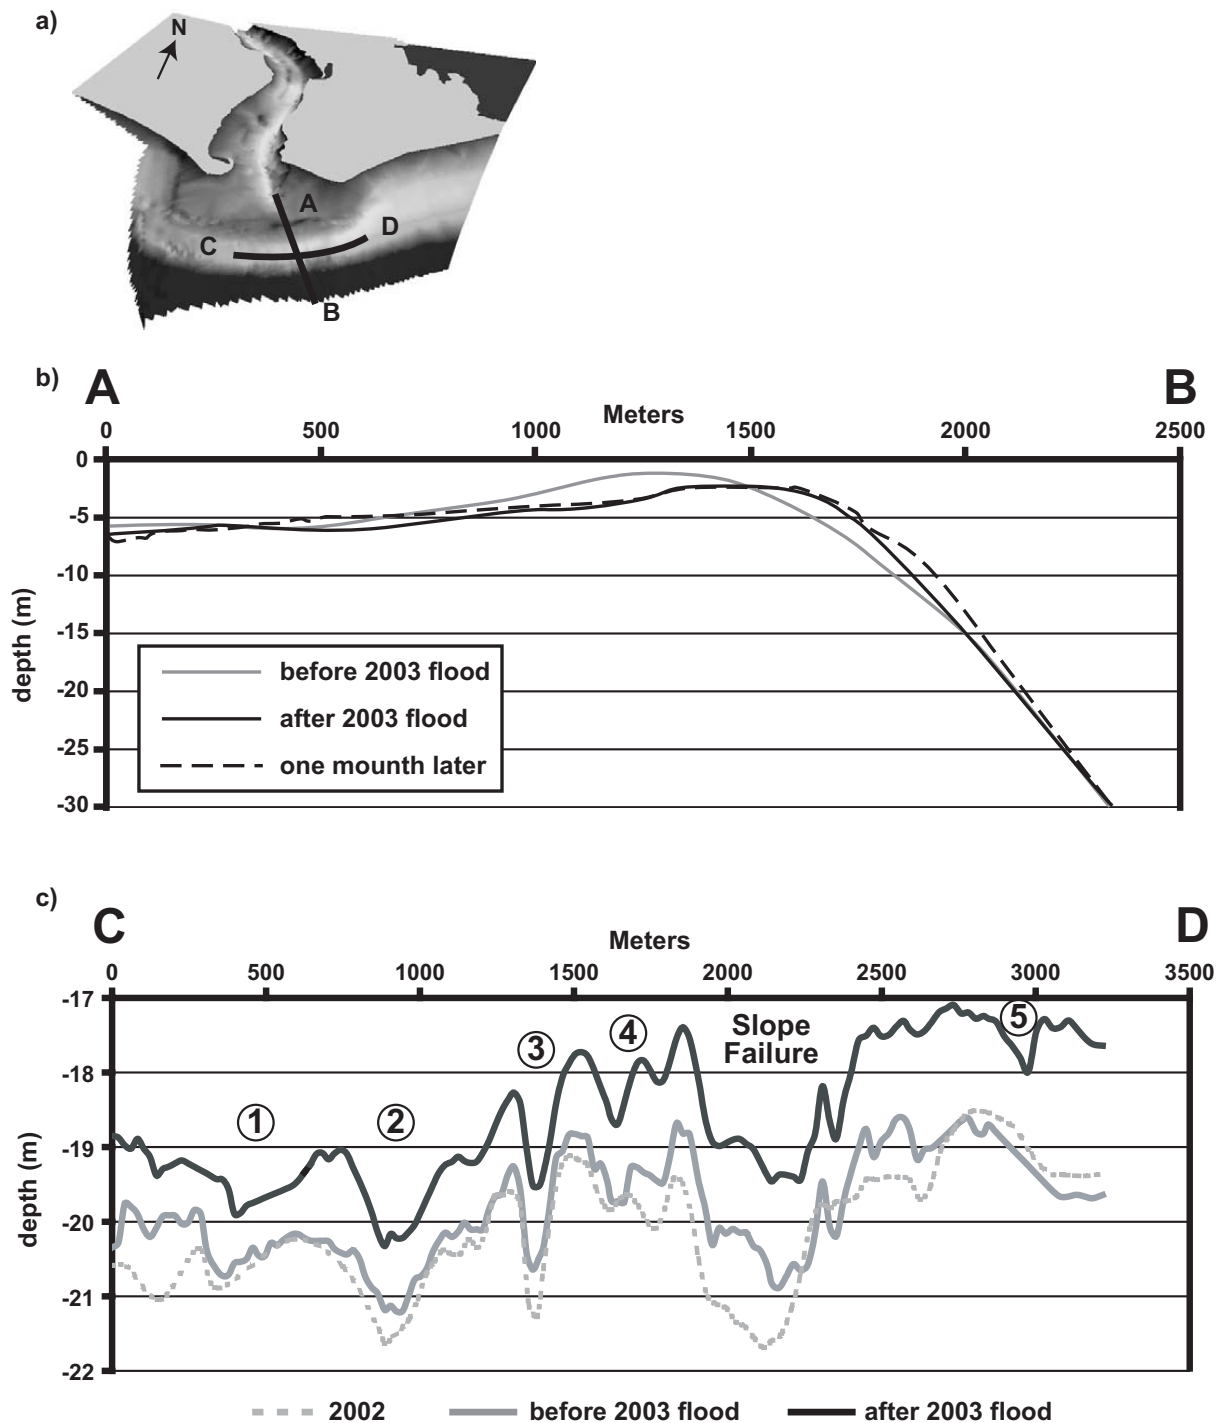 a)
N
A
D
C
B
b)
A
B
Meters
0 500 1000 1500 2000 2500
0
-5
-10
-15
-20
-25
-30
depth (m)
before 2003 flood
after 2003 flood
one mounth later
c)
C
D
Meters
0 500 1000 1500 2000 2500 3000 3500
-17
-18
-19
-20
-21
-22
depth (m)
1
2
3
4
Slope
Failure
5
2002 before 2003 flood after 2003 flood